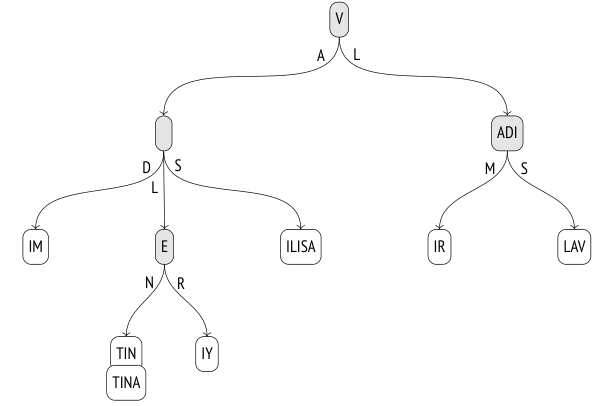 V
A L
ADI
D S M S
L
IM E ILISA IR LAV
N R
TIN IY
TINA